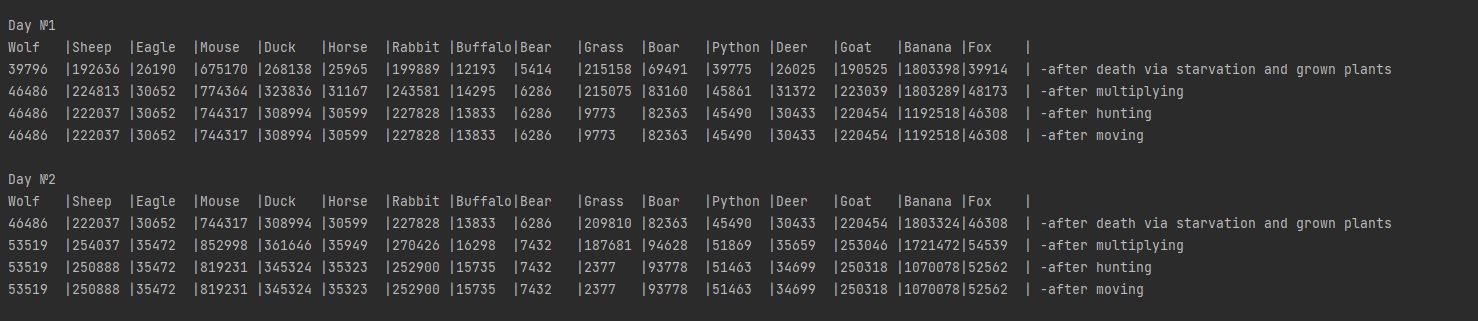 Day №1
Wolf   |Sheep  |Eagle  |Mouse  |Duck   |Horse  |Rabbit |Buffalo|Bear   |Grass  |Boar   |Python |Deer   |Goat   |Banana |Fox    |
39796  |192636 |26190  |675170 |268138 |25965  |199889 |12193  |5414   |215158 |69491  |39775  |26025  |190525 |1803398|39914  | -after death via starvation and grown plants
46486  |224813 |30652  |774364 |323836 |31167  |243581 |14295  |6286   |215075 |83160  |45861  |31372  |223039 |1803289|48173  | -after multiplying
46486  |222037 |30652  |744317 |308994 |30599  |227828 |13833  |6286   |9773   |82363  |45490  |30433  |220454 |1192518|46308  | -after hunting
46486  |222037 |30652  |744317 |308994 |30599  |227828 |13833  |6286   |9773   |82363  |45490  |30433  |220454 |1192518|46308  | -after moving
Day №2
Wolf   |Sheep  |Eagle  |Mouse  |Duck   |Horse  |Rabbit |Buffalo|Bear   |Grass  |Boar   |Python |Deer   |Goat   |Banana |Fox    |
46486  |222037 |30652  |744317 |308994 |30599  |227828 |13833  |6286   |209810 |82363  |45490  |30433  |220454 |1803324|46308  | -after death via starvation and grown plants
53519  |254037 |35472  |852998 |361646 |35949  |270426 |16298  |7432   |187681 |94628  |51869  |35659  |253046 |1721472|54539  | -after multiplying
53519  |250888 |35472  |819231 |345324 |35323  |252900 |15735  |7432   |2377   |93778  |51463  |34699  |250318 |1070078|52562  | -after hunting
53519  |250888 |35472  |819231 |345324 |35323  |252900 |15735  |7432   |2377   |93778  |51463  |34699  |250318 |1070078|52562  | -after moving